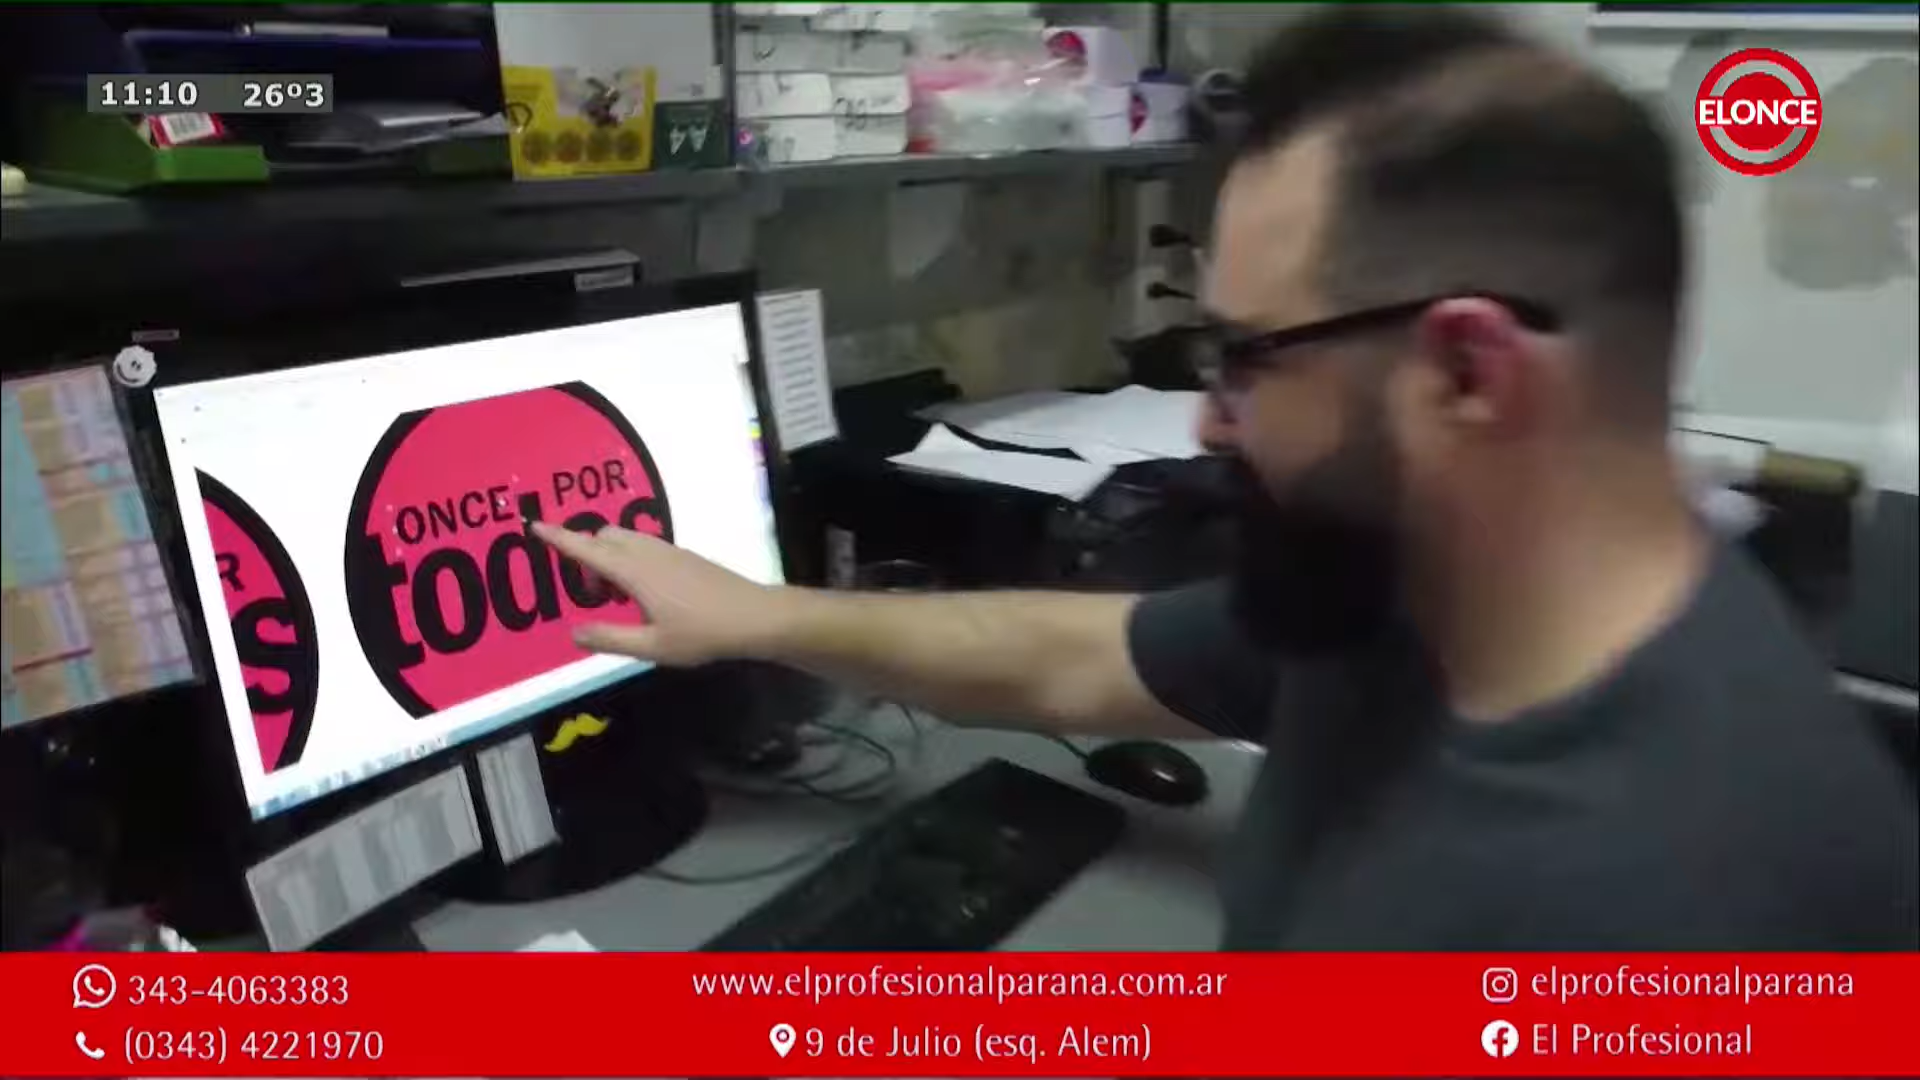 11:10 26º3
ELONCE
A4
ONCE POR
todas
R
s
343-4063383
(0343) 4221970
www.elprofesionalparana.com.ar
9 de Julio (esq. Alem)
elprofesionalparana
El Profesional